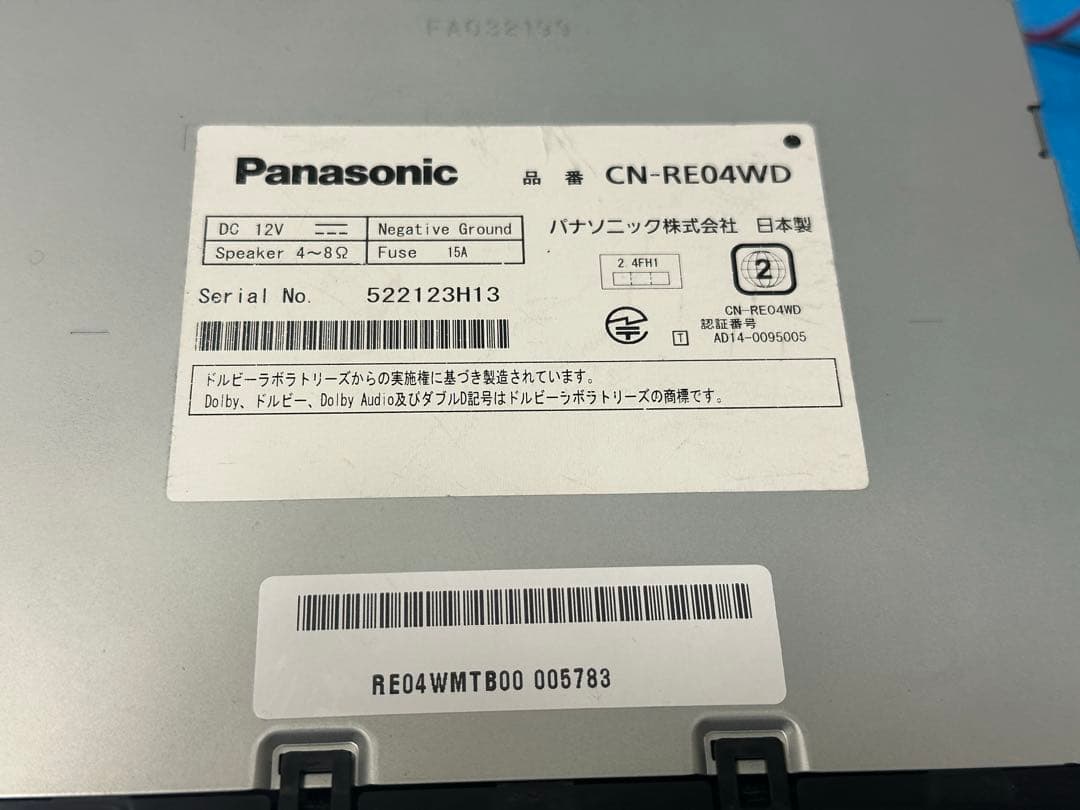 FA032199
Panasonic 品番 CN-RE04WD
DC 12V Negative Ground
Speaker 4～8Ω Fuse 15A
パナソニック株式会社 日本製
2.4FH1
2
Serial No. 522123H13
CN-RE04WD
認証番号
T AD14-0095005
ドルビーラボラトリーズからの実施権に基づき製造されています。
Dolby、ドルビー、Dolby Audio及びダブルD記号はドルビーラボラトリーズの商標です。
RE04WMTB00 005783